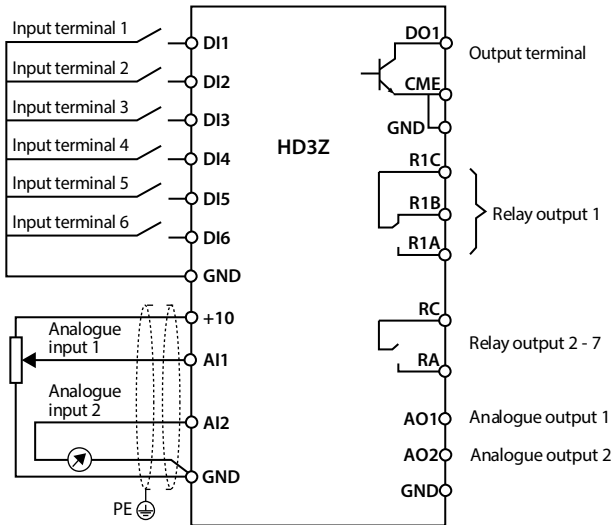 Input terminal 1
DI1
Input terminal 2
DI2
Input terminal 3
DI3
Input terminal 4
DI4
Input terminal 5
DI5
Input terminal 6
DI6
GND
+10
Analogue
input 1
AI1
Analogue
input 2
AI2
GND
PE
HD3Z
DO1
Output terminal
CME
GND
R1C
R1B
Relay output 1
R1A
RC
Relay output 2 - 7
RA
AO1
Analogue output 1
AO2
Analogue output 2
GND